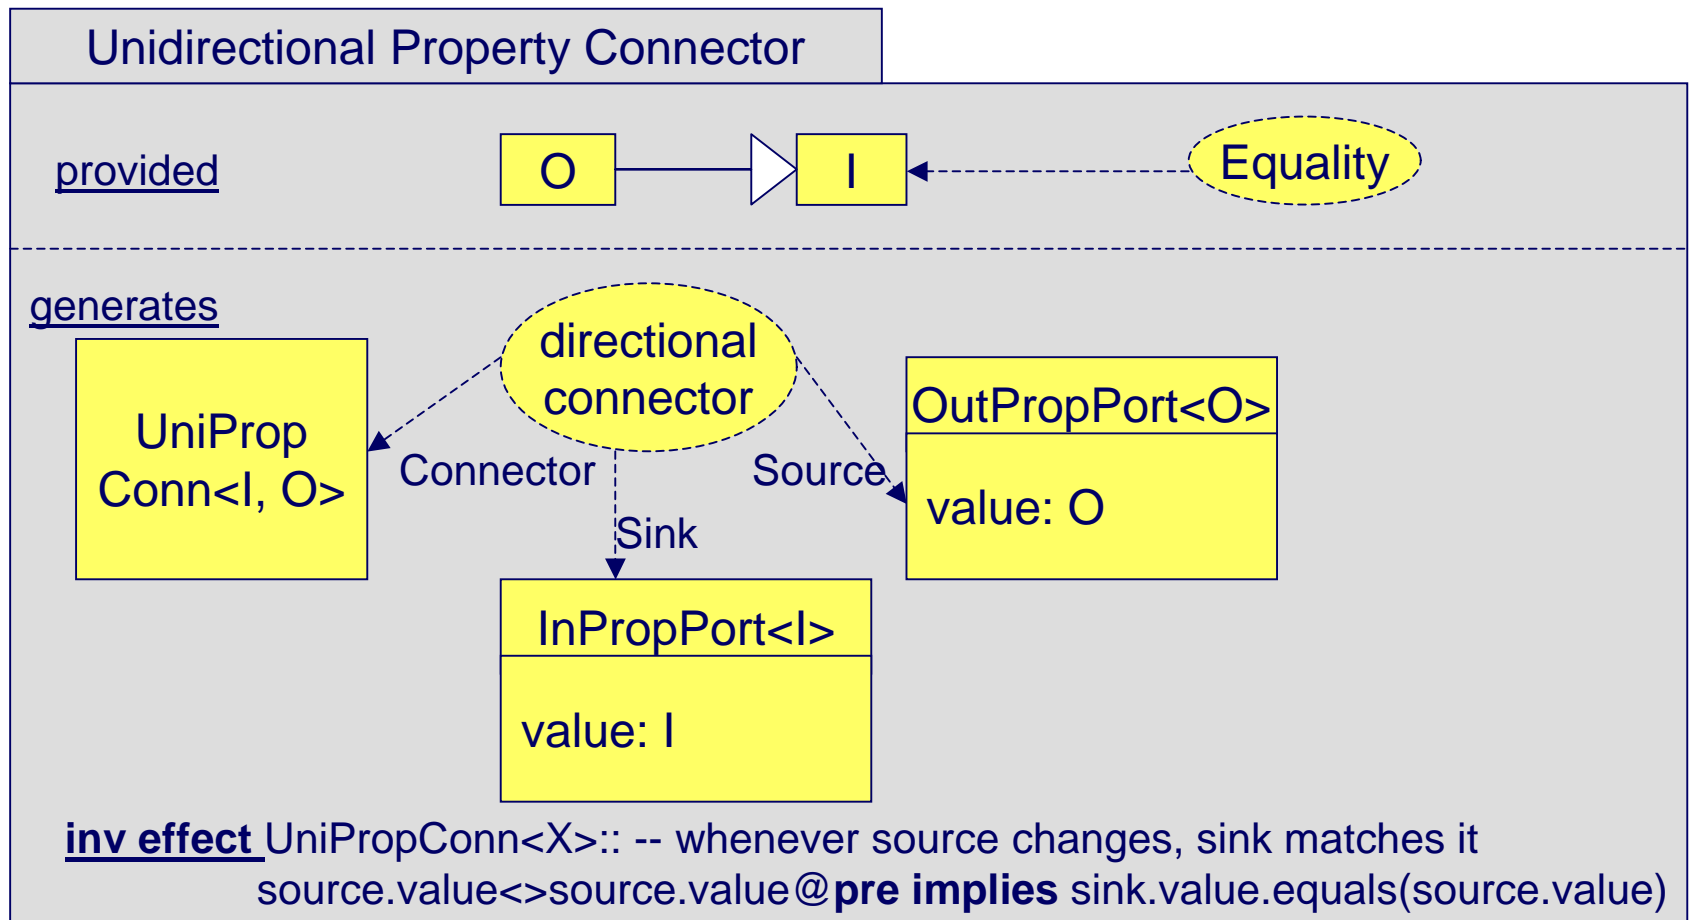 Unidirectional Property Connector
provided
O
I
Equality
generates
directional
connector
UniProp
Conn<I, O>
OutPropPort<O>
Connector
Source
value: O
Sink
InPropPort<I>
value: I
inv effect UniPropConn<X>:: -- whenever source changes, sink matches it
source.value<>source.value@pre implies sink.value.equals(source.value)